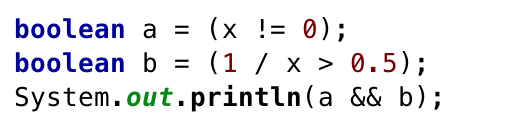 boolean a = (x != 0);
boolean b = (1 / x > 0.5);
System.out.println(a && b);